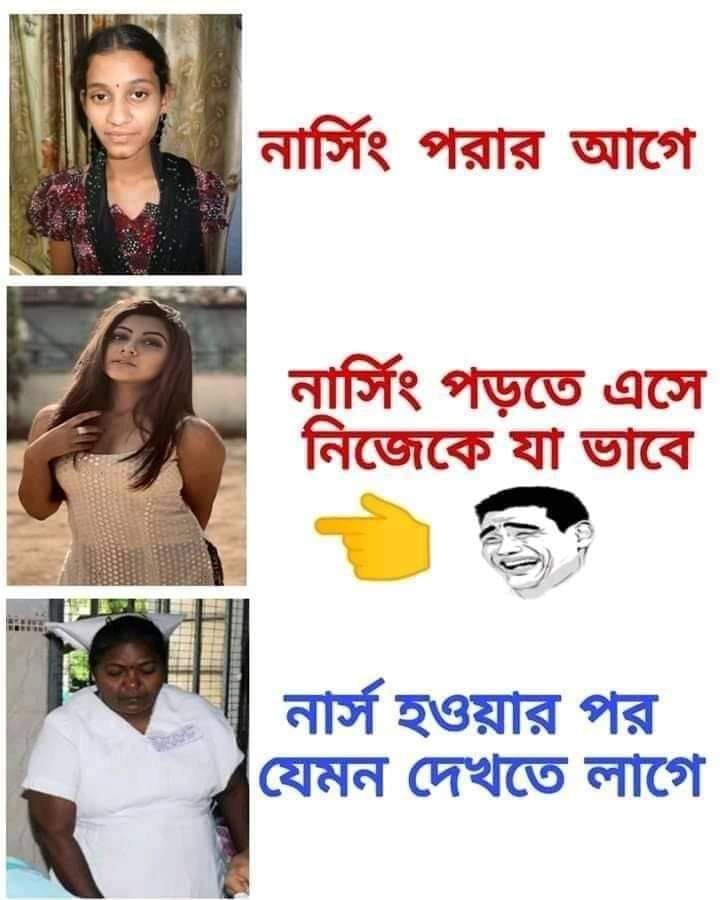 নার্সিং পরার আগে
নার্সিং পড়তে এসে
নিজেকে যা ভাবে
নার্স হওয়ার পর
যেমন দেখতে লাগে